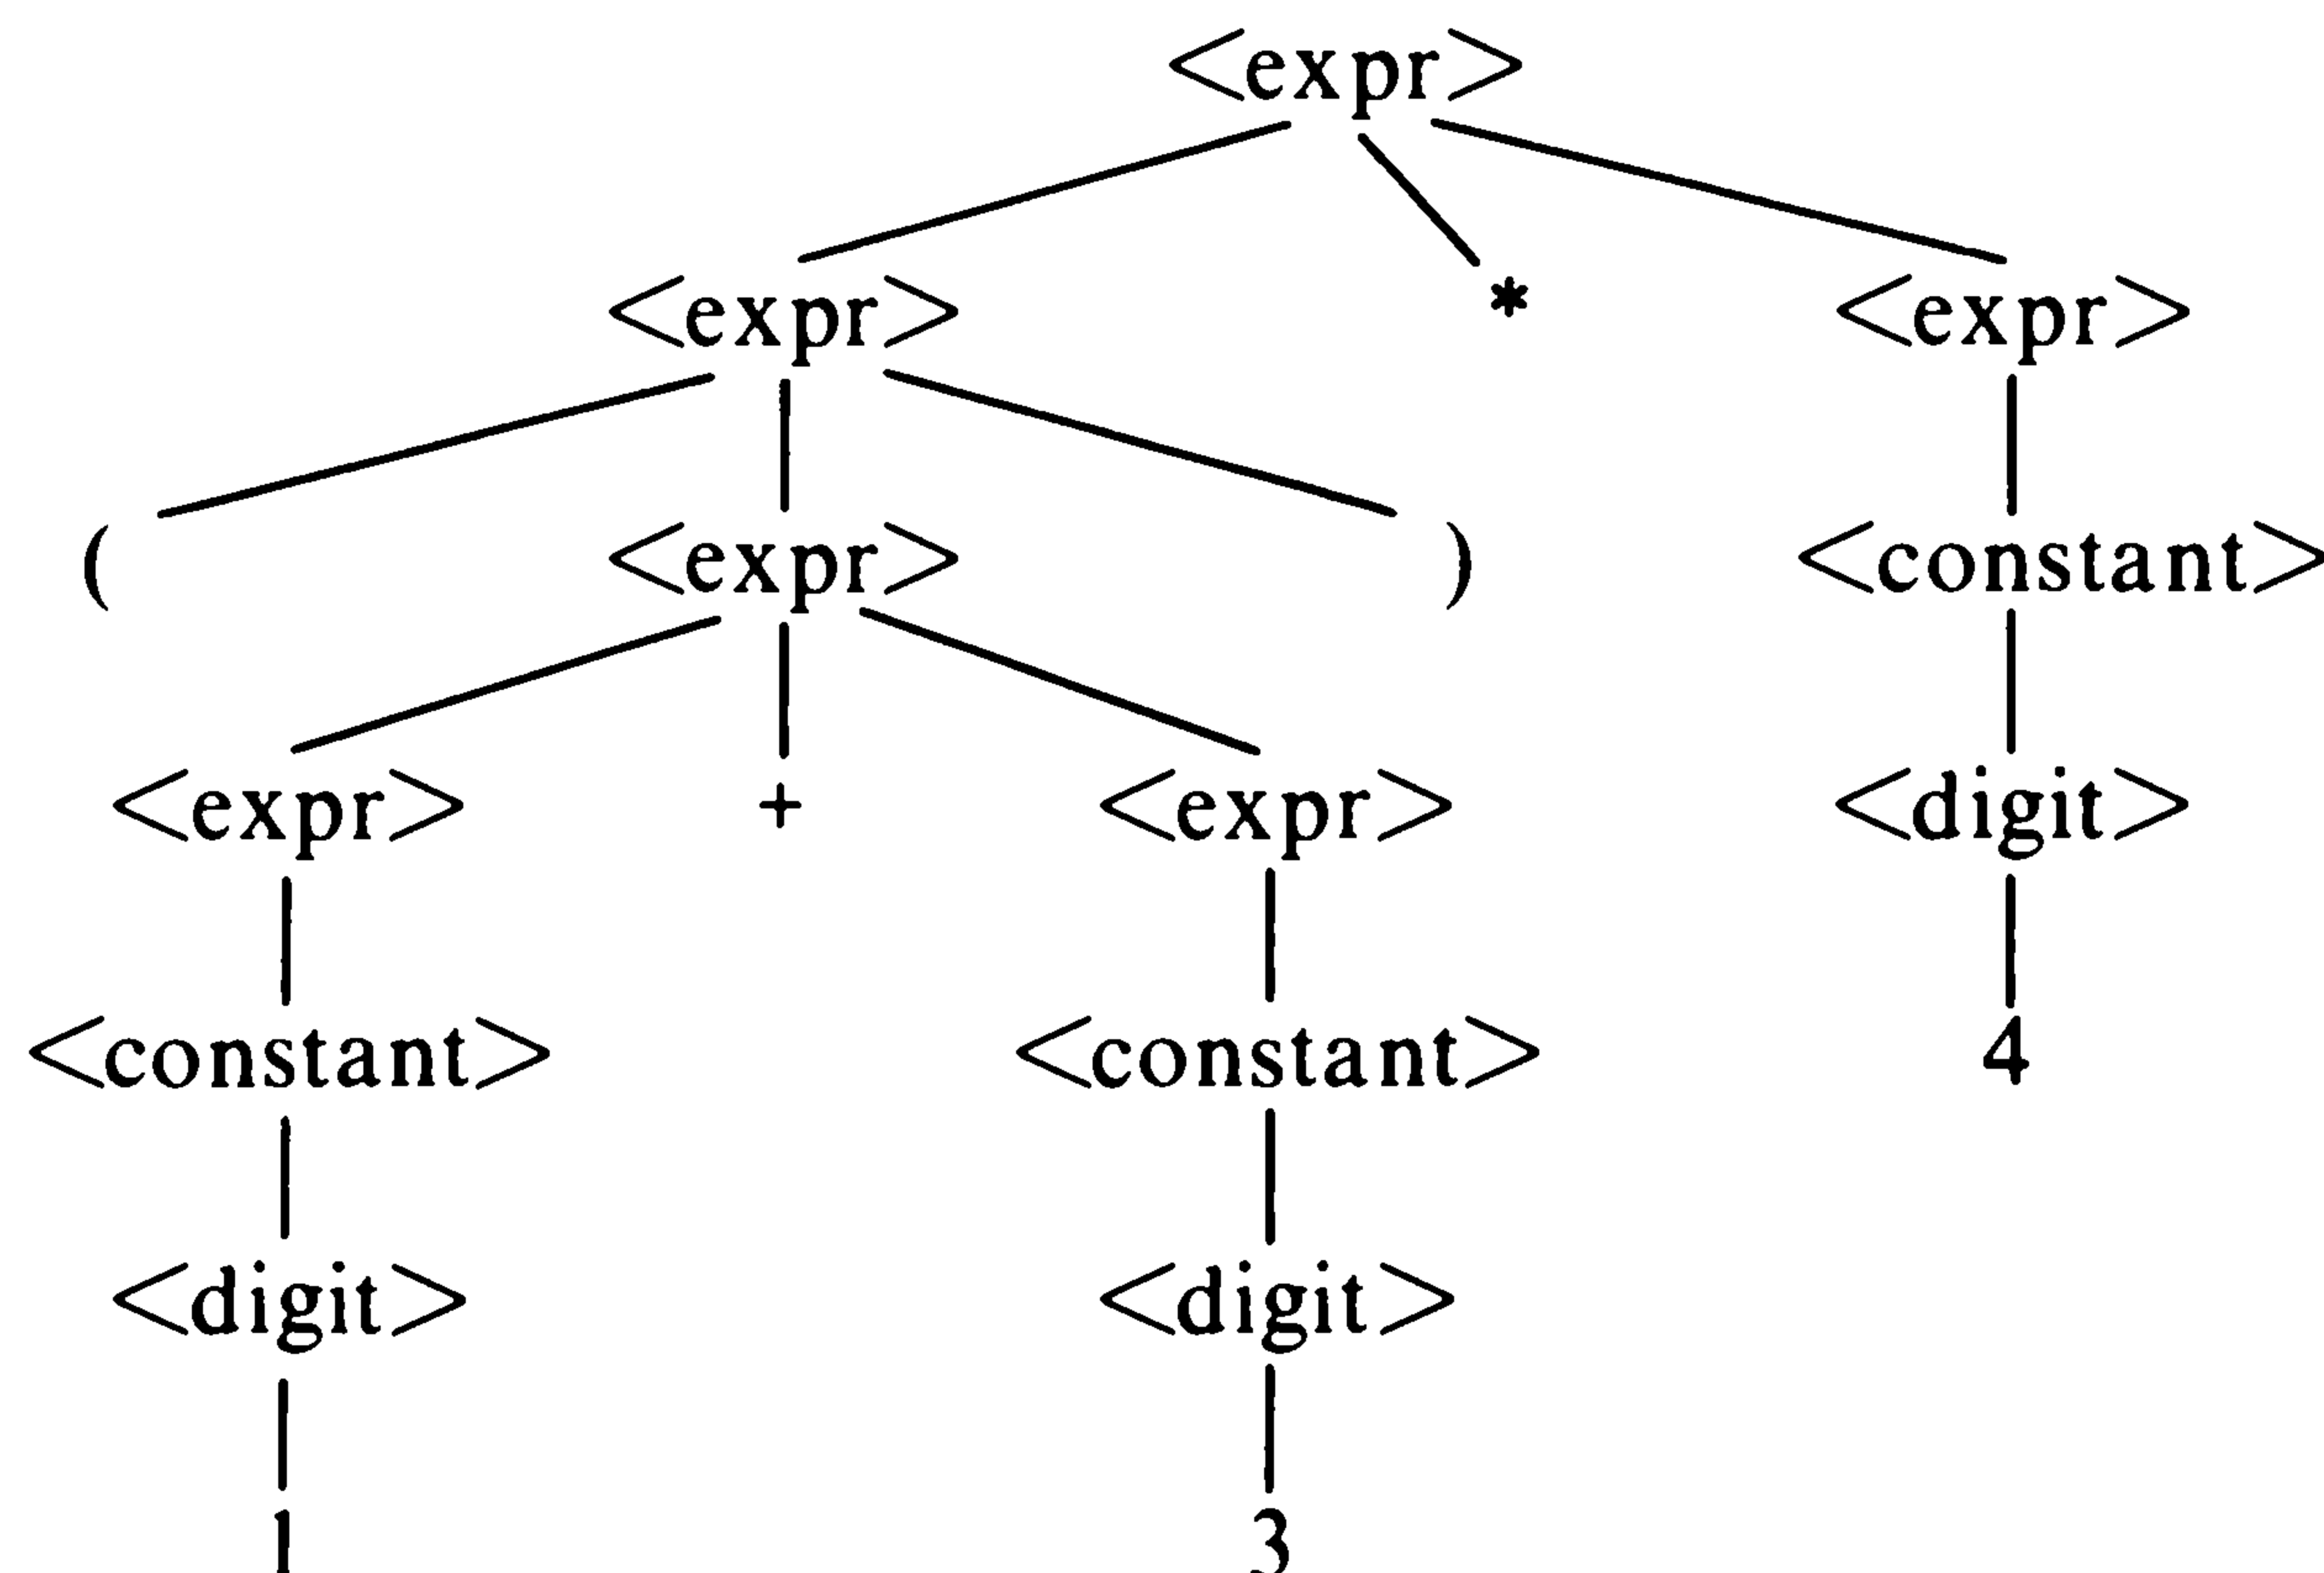 <expr>
<expr> * <expr>
( <expr> ) <constant>
<expr> + <expr> <digit>
<constant> <constant> 4
<digit> <digit>
1 3